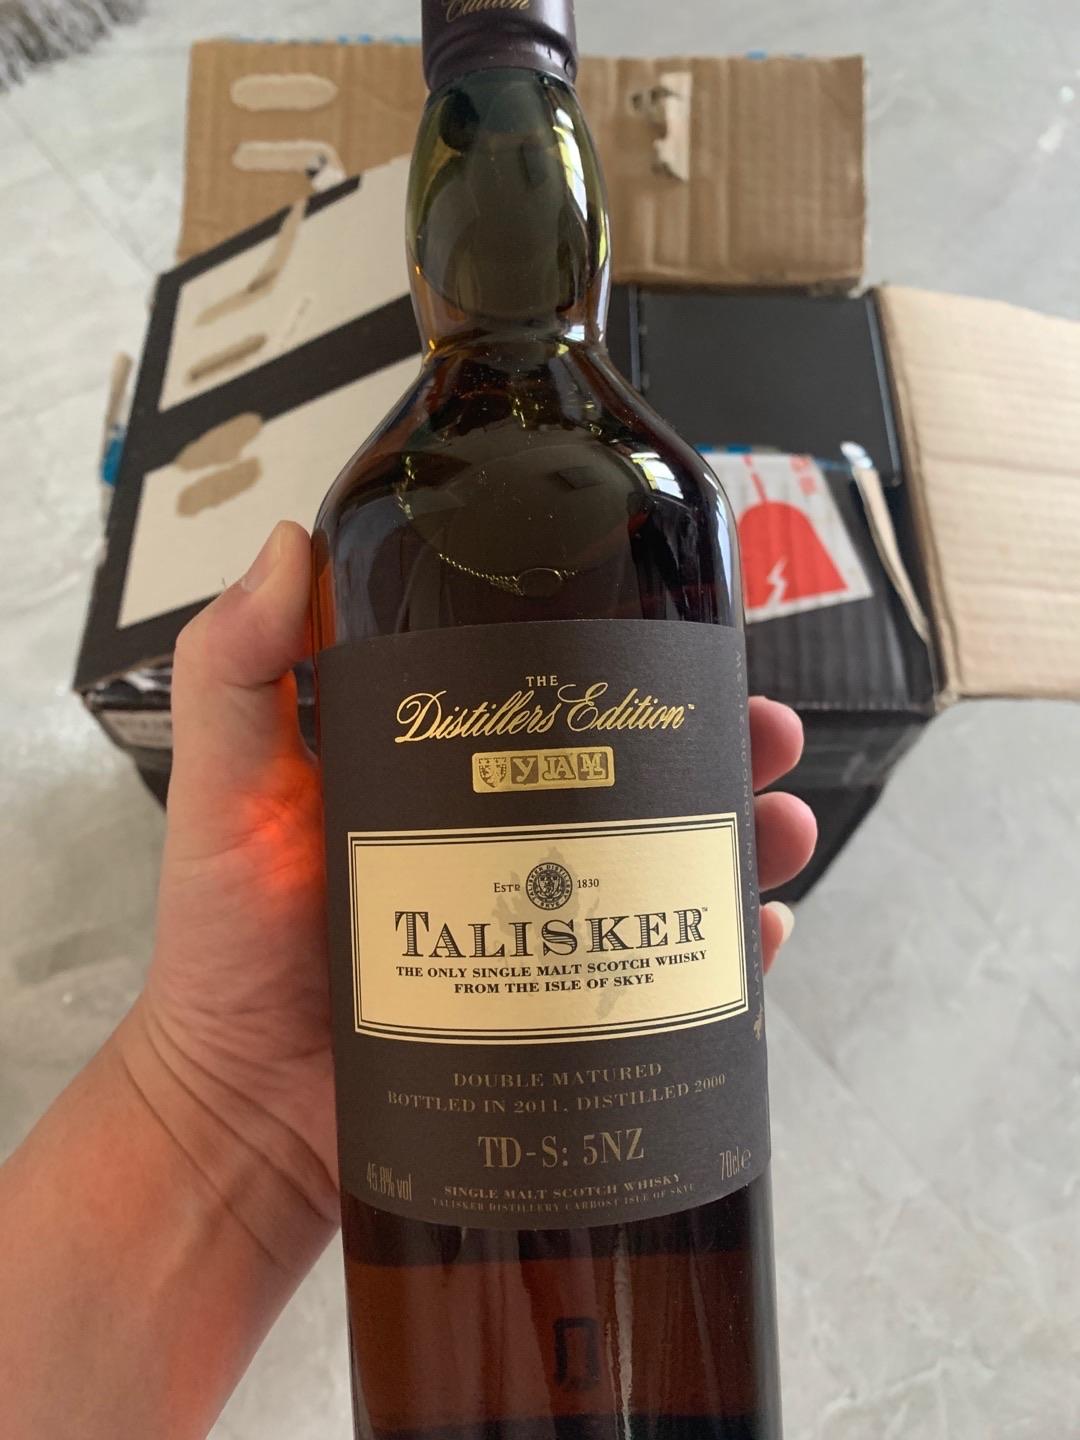 Edition
THE
Distillers Edition™
ESTD 1830
TALISKER™
THE ONLY SINGLE MALT SCOTCH WHISKY
FROM THE ISLE OF SKYE
DOUBLE MATURED
BOTTLED IN 2011, DISTILLED 2000
TD-S: 5NZ
45.8% vol
70cl e
SINGLE MALT SCOTCH WHISKY
TALISKER DISTILLERY CARBOST ISLE OF SKYE